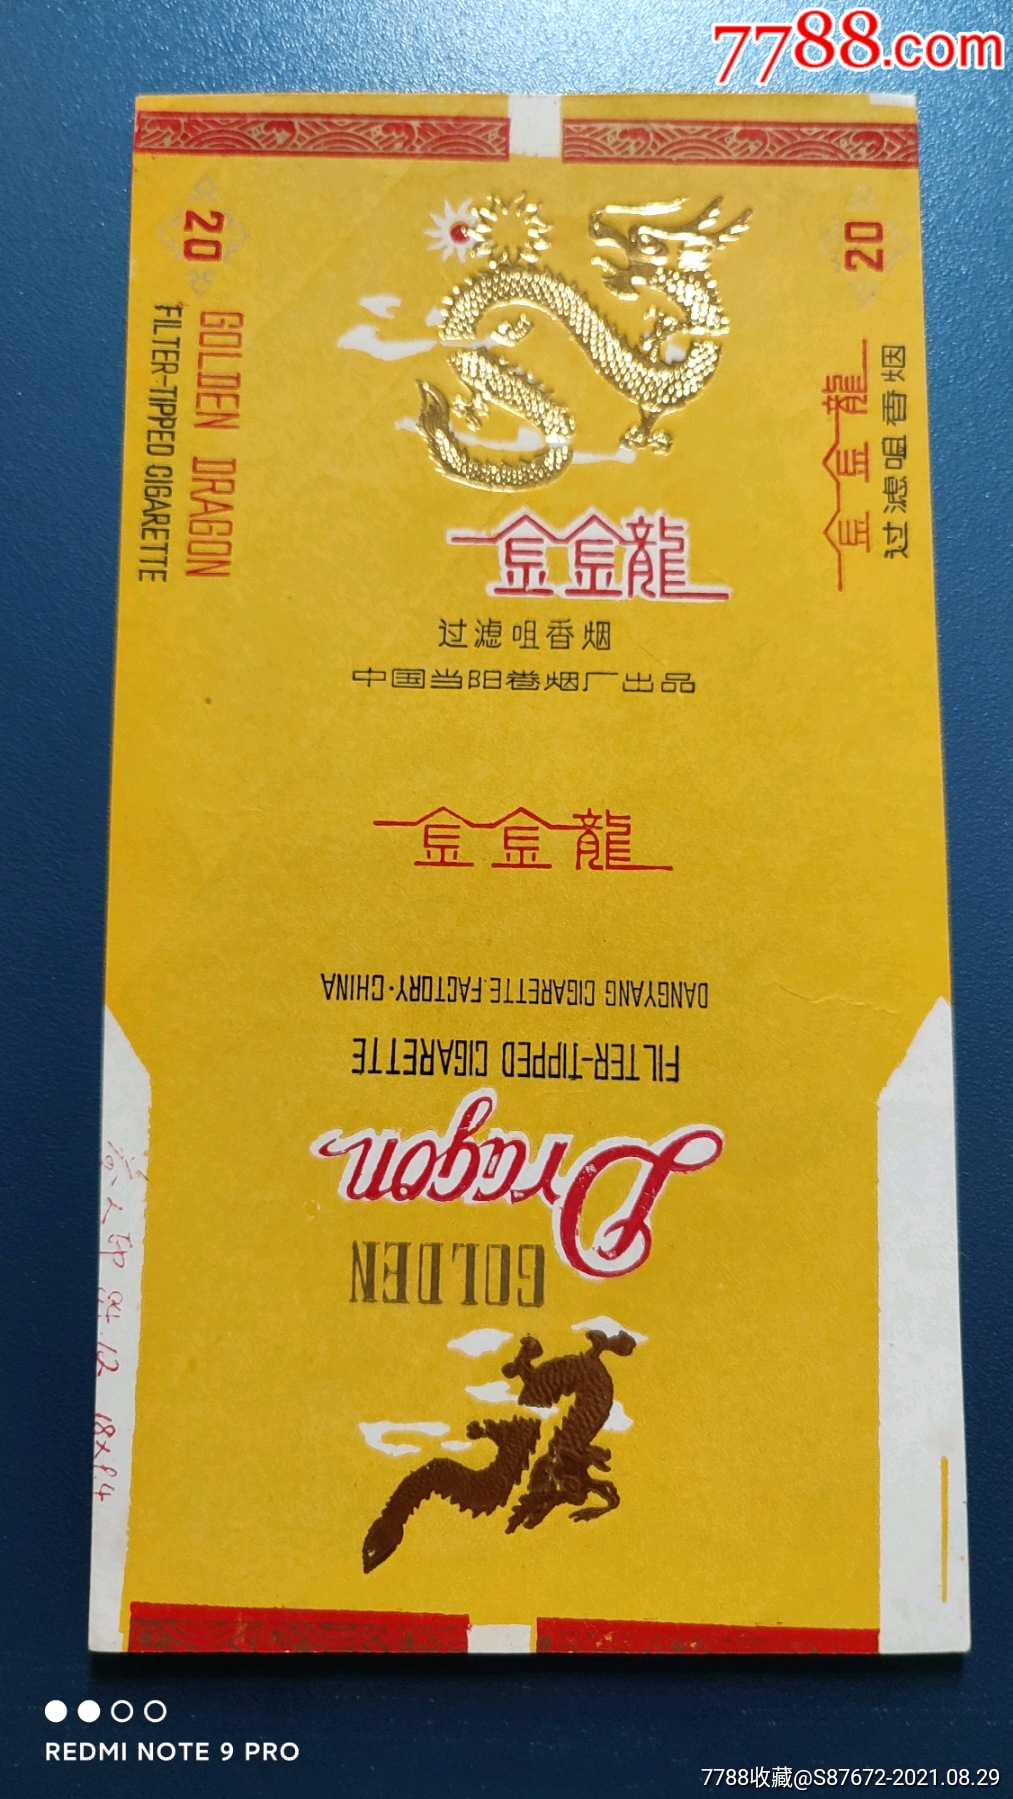 7788.com
20
GOLDEN DRAGON
FILTER-TIPPED CIGARETTE
20
金金龍
过滤咀香烟
金金龍
过滤咀香烟
中国当阳卷烟厂出品
金金龍
DANGYANG CIGARETTE FACTORY·CHINA
FILTER-TIPPED CIGARETTE
Dragon
GOLDEN
18×8.4
REDMI NOTE 9 PRO
7788收藏@S87672-2021.08.29